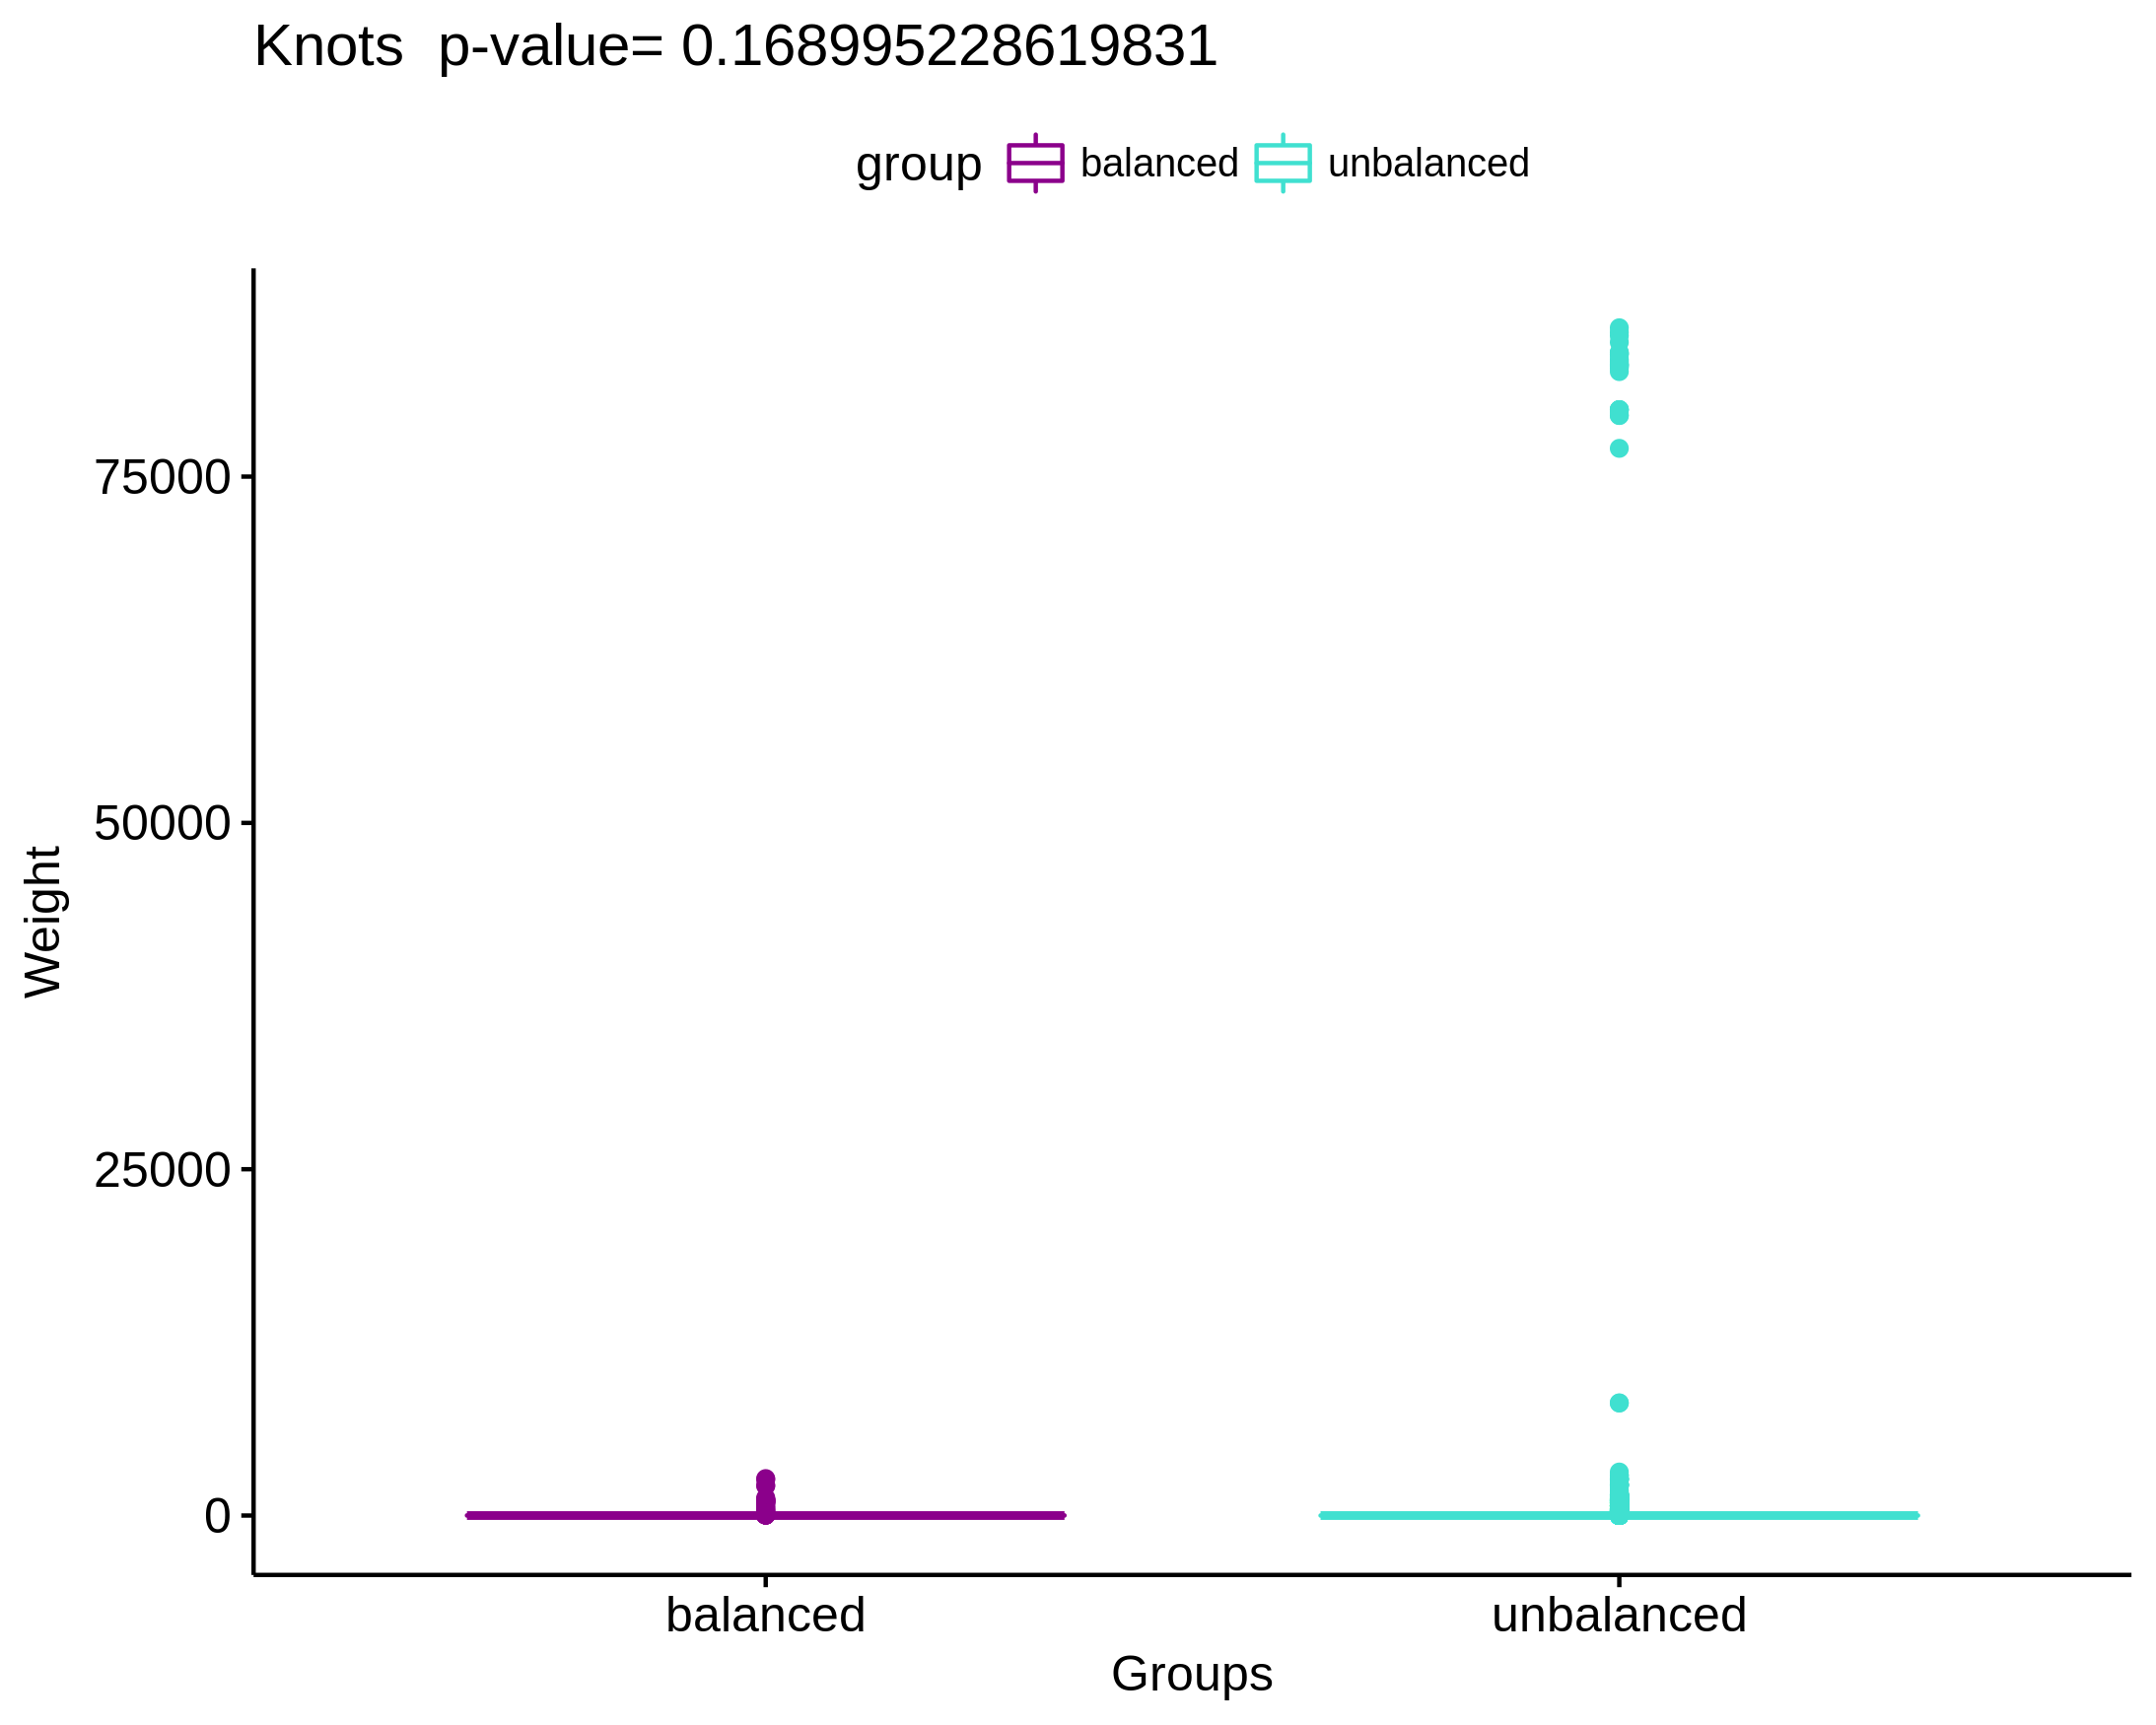 Knots  p-value= 0.168995228619831
group balanced unbalanced
75000
50000
25000
0
Weight
balanced unbalanced
Groups